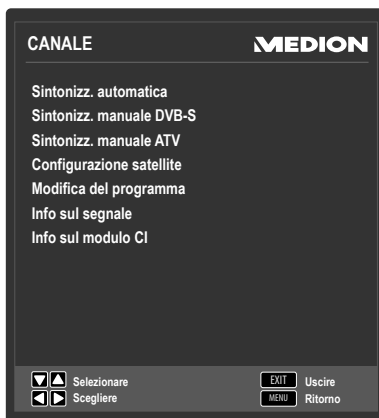 CANALE MEDION
Sintonizz. automatica
Sintonizz. manuale DVB-S
Sintonizz. manuale ATV
Configurazione satellite
Modifica del programma
Info sul segnale
Info sul modulo CI
Selezionare EXIT Uscire
Scegliere MENU Ritorno